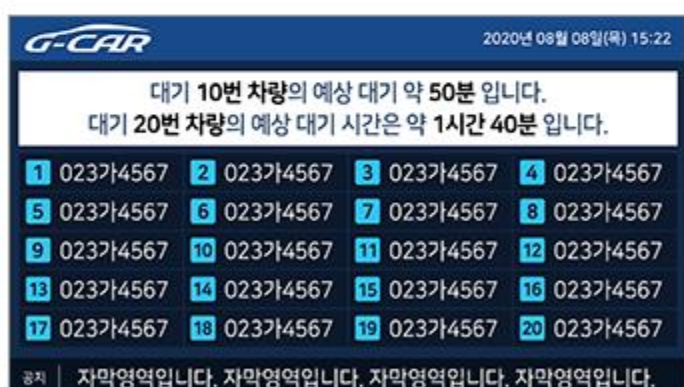 G-CAR
2020년 08월 08일(목) 15:22
대기 10번 차량의 예상 대기 약 50분 입니다.
대기 20번 차량의 예상 대기 시간은 약 1시간 40분 입니다.
1 023가4567 2 023가4567 3 023가4567 4 023가4567
5 023가4567 6 023가4567 7 023가4567 8 023가4567
9 023가4567 10 023가4567 11 023가4567 12 023가4567
13 023가4567 14 023가4567 15 023가4567 16 023가4567
17 023가4567 18 023가4567 19 023가4567 20 023가4567
공지 자막영역입니다. 자막영역입니다. 자막영역입니다. 자막영역입니다